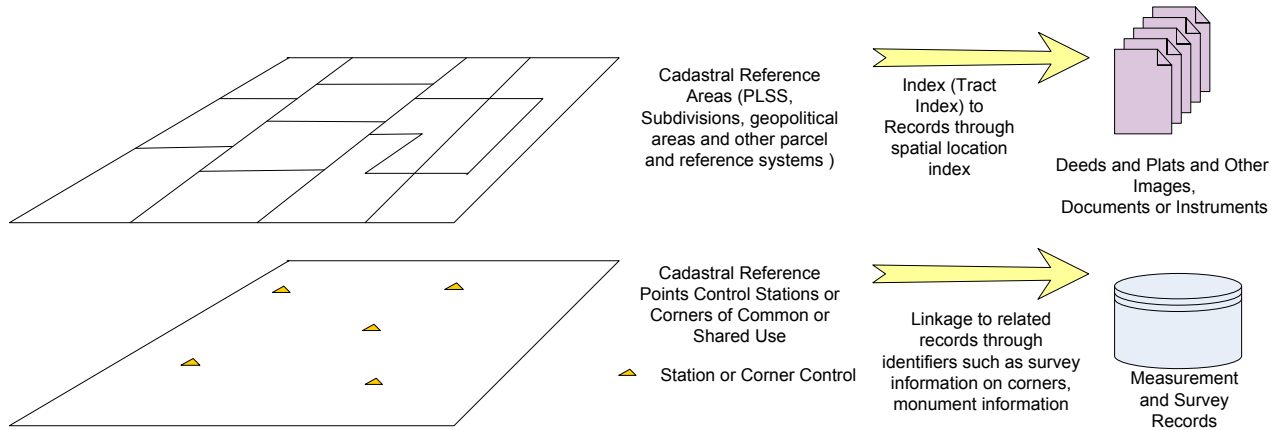 Cadastral Reference
Areas (PLSS,
Subdivisions, geopolitical
areas and other parcel
and reference systems )
Index (Tract
Index) to
Records through
spatial location
index
Deeds and Plats and Other
Images,
Documents or Instruments
Cadastral Reference
Points Control Stations or
Corners of Common or
Shared Use
Station or Corner Control
Linkage to related
records through
identifiers such as survey
information on corners,
monument information
Measurement
and Survey
Records